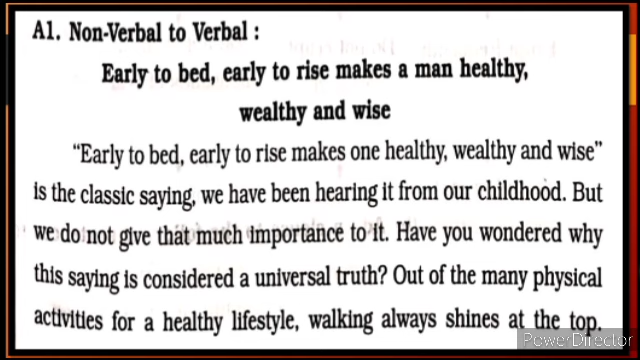 A1. Non-Verbal to Verbal :
Early to bed, early to rise makes a man healthy,
wealthy and wise
“Early to bed, early to rise makes one healthy, wealthy and wise”
is the classic saying, we have been hearing it from our childhood. But
we do not give that much importance to it. Have you wondered why
this saying is considered a universal truth? Out of the many physical
activities for a healthy lifestyle, walking always shines at the top.
PowerDirector